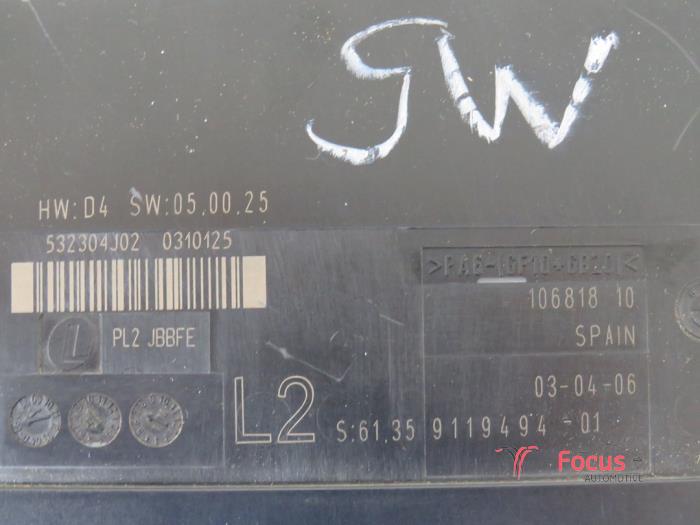 SW
HW:D4 SW:05.00.25
532304J02 0310125
PL2 JBBFE
L2
106818 10
SPAIN
03-04-06
S:61.35 9119494-01
Focus
AUTOMOTIVE